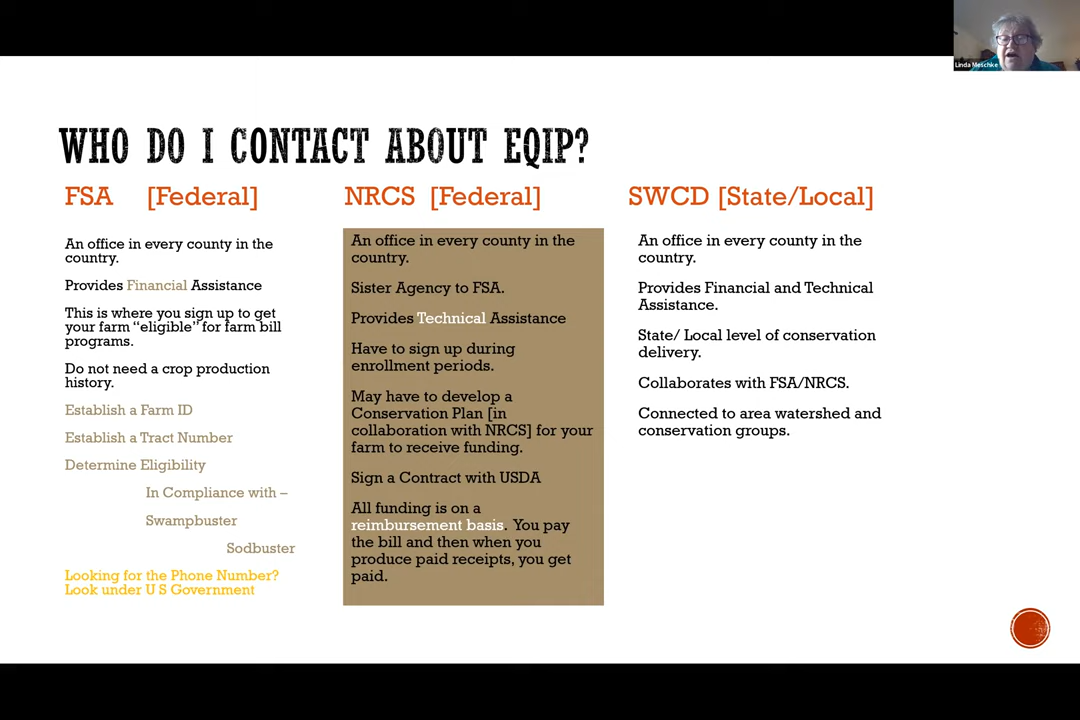 Linda Meschke
WHO DO I CONTACT ABOUT EQIP?
FSA [Federal]
An office in every county in the
country.
Provides Financial Assistance
This is where you sign up to get
your farm “eligible” for farm bill
programs.
Do not need a crop production
history.
Establish a Farm ID
Establish a Tract Number
Determine Eligibility
In Compliance with –
Swampbuster
Sodbuster
Looking for the Phone Number?
Look under U S Government
NRCS [Federal]
An office in every county in the
country.
Sister Agency to FSA.
Provides Technical Assistance
Have to sign up during
enrollment periods.
May have to develop a
Conservation Plan [in
collaboration with NRCS] for your
farm to receive funding.
Sign a Contract with USDA
All funding is on a
reimbursement basis. You pay
the bill and then when you
produce paid receipts, you get
paid.
SWCD [State/Local]
An office in every county in the
country.
Provides Financial and Technical
Assistance.
State/ Local level of conservation
delivery.
Collaborates with FSA/NRCS.
Connected to area watershed and
conservation groups.